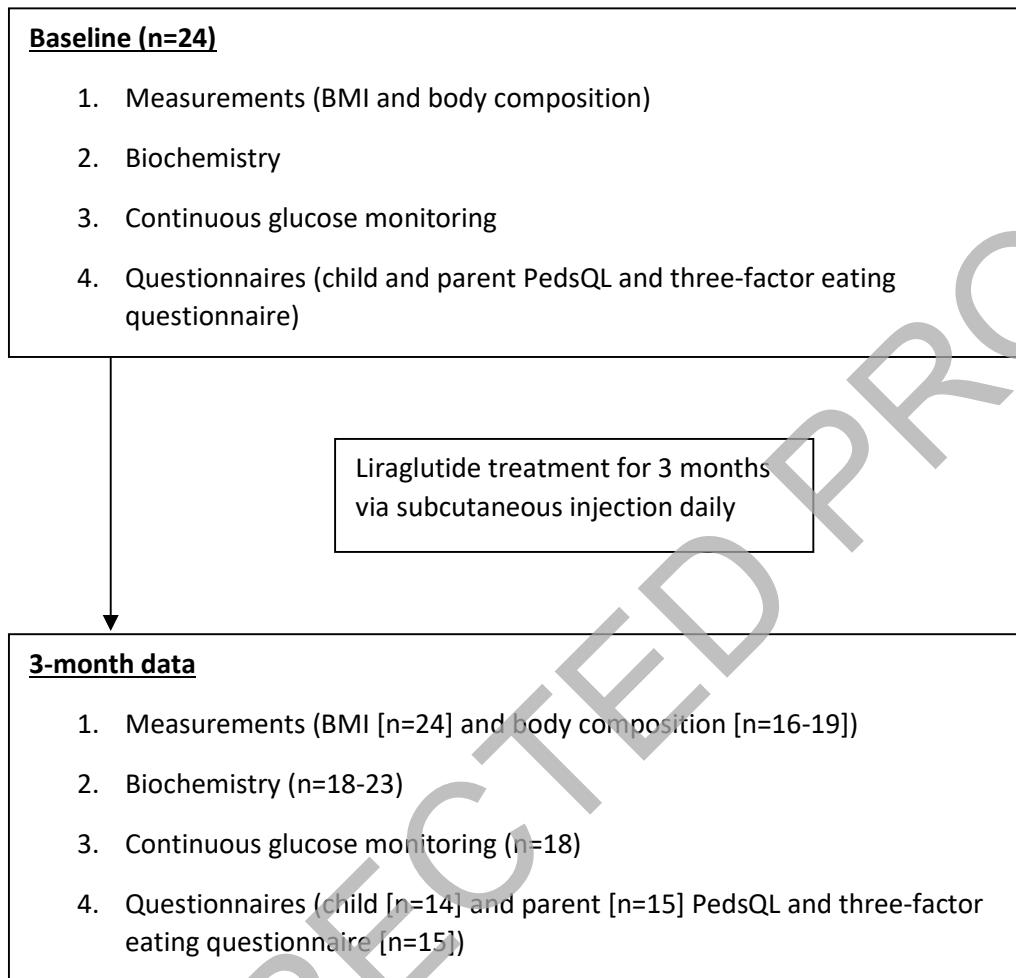 Baseline (n=24)
1. Measurements (BMI and body composition)
2. Biochemistry
3. Continuous glucose monitoring
4. Questionnaires (child and parent PedsQL and three-factor eating
questionnaire)
Liraglutide treatment for 3 months
via subcutaneous injection daily
3-month data
1. Measurements (BMI [n=24] and body composition [n=16-19])
2. Biochemistry (n=18-23)
3. Continuous glucose monitoring (n=18)
4. Questionnaires (child [n=14] and parent [n=15] PedsQL and three-factor
eating questionnaire [n=15])
RECTED PRO